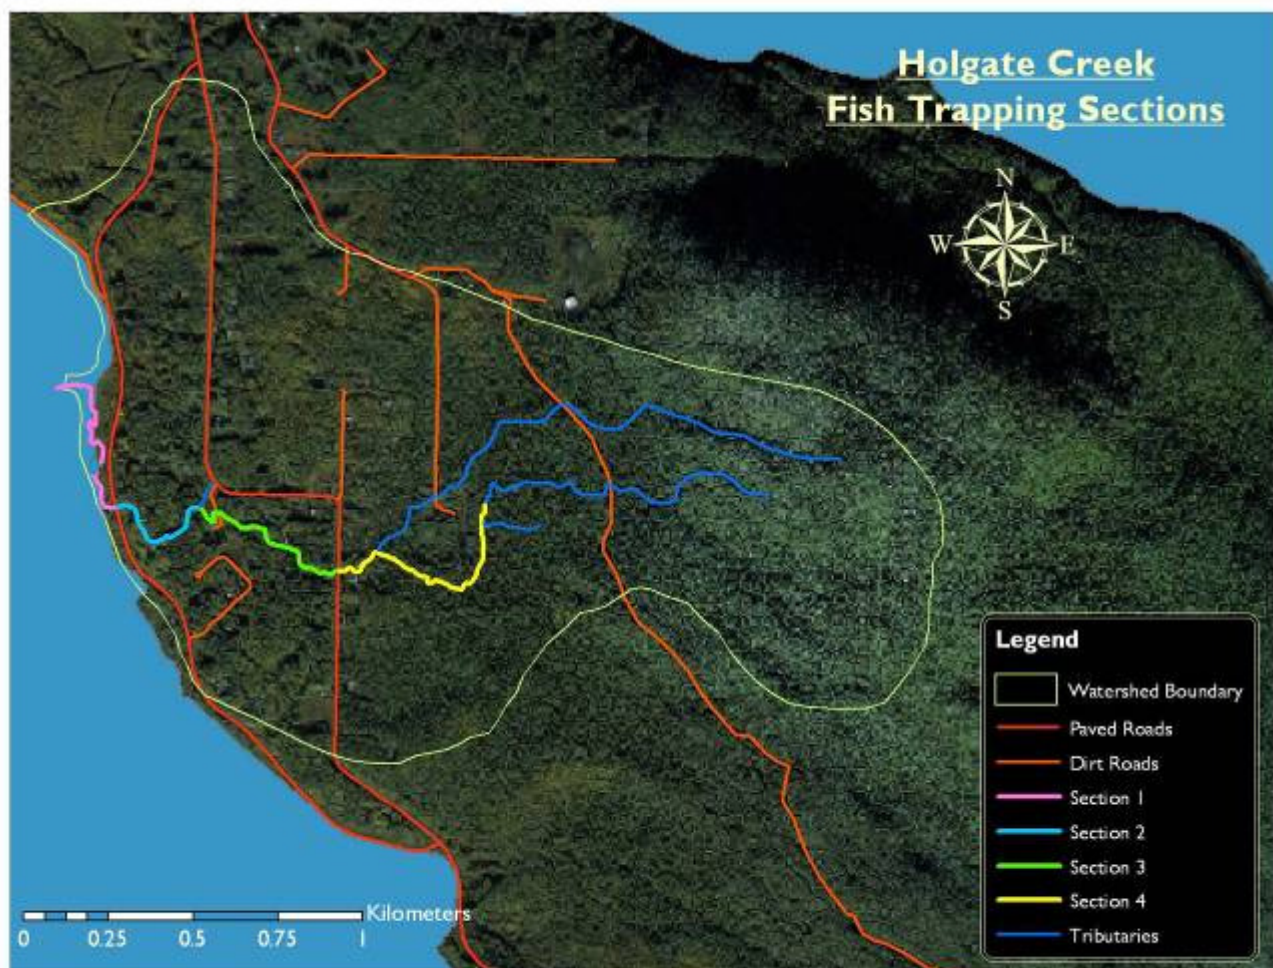 Holgate Creek
Fish Trapping Sections
N
W E
S
Legend
Watershed Boundary
Paved Roads
Dirt Roads
Section 1
Section 2
Section 3
Section 4
Tributaries
Kilometers
0 0.25 0.5 0.75 1